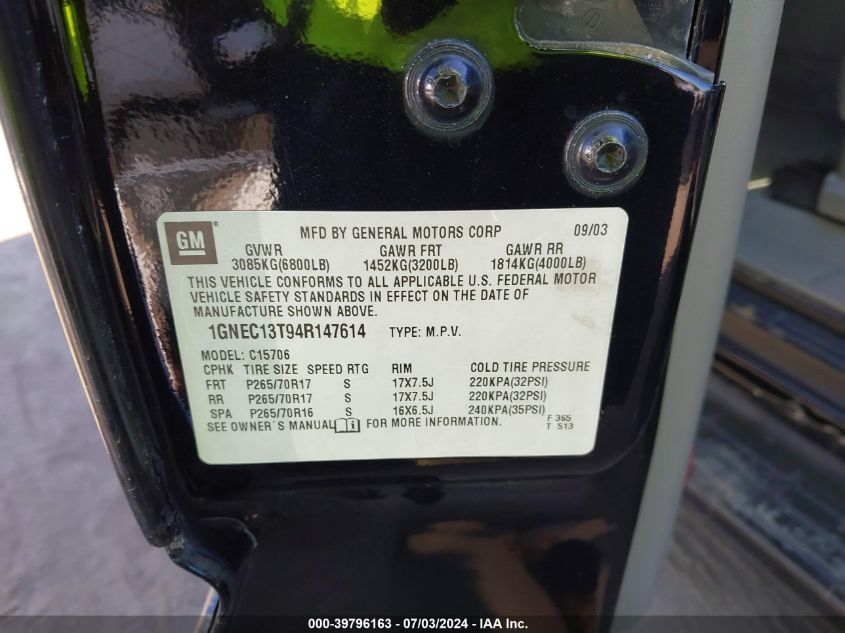 GM ®
MFD BY GENERAL MOTORS CORP 09/03
GVWR GAWR FRT GAWR RR
3085KG(6800LB) 1452KG(3200LB) 1814KG(4000LB)
THIS VEHICLE CONFORMS TO ALL APPLICABLE U.S. FEDERAL MOTOR
VEHICLE SAFETY STANDARDS IN EFFECT ON THE DATE OF
MANUFACTURE SHOWN ABOVE.
1GNEC13T94R147614 TYPE: M.P.V.
MODEL: C15706
CPHK TIRE SIZE SPEED RTG RIM COLD TIRE PRESSURE
FRT P265/70R17 S 17X7.5J 220KPA(32PSI)
RR P265/70R17 S 17X7.5J 220KPA(32PSI)
SPA P265/70R16 S 16X6.5J 240KPA(35PSI)
SEE OWNER'S MANUAL FOR MORE INFORMATION.
F 365
T 513
000-39796163 - 07/03/2024 - IAA Inc.